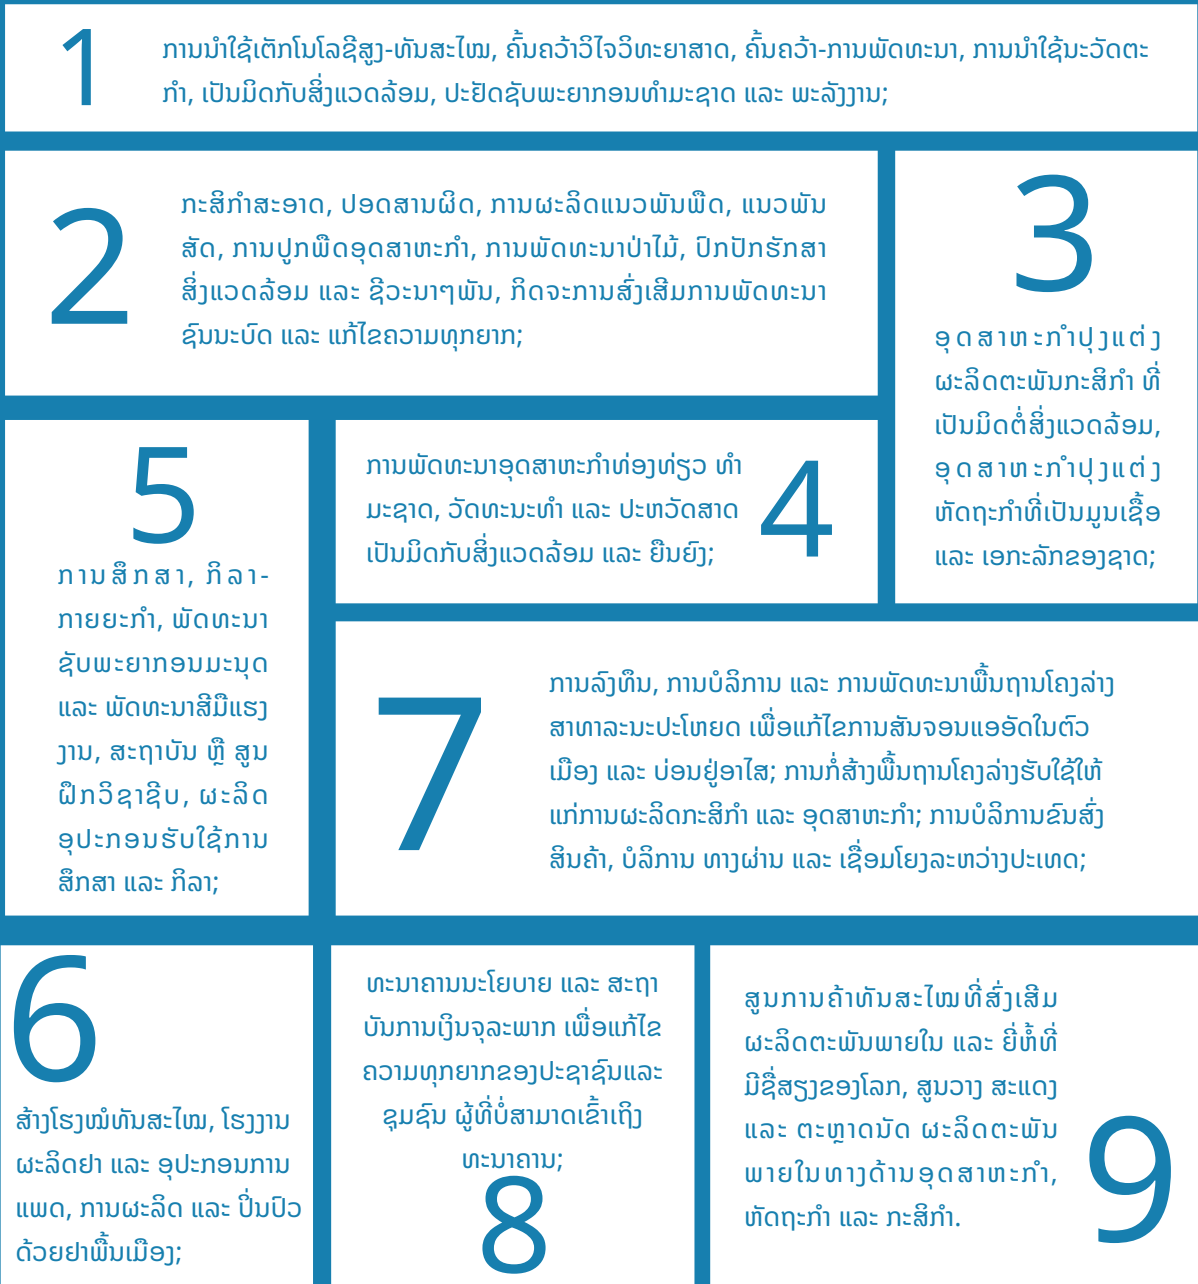 1
ການນຳໃຊ້ເຕັກໂນໂລຊີສູງ-ທັນສະໄໝ, ຄົ້ນຄວ້າວິໄຈວິທະຍາສາດ, ຄົ້ນຄວ້າ-ການພັດທະນາ, ການນຳໃຊ້ນະວັດຕະ
ກຳ, ເປັນມິດກັບສິ່ງແວດລ້ອມ, ປະຢັດຊັບພະຍາກອນທຳມະຊາດ ແລະ ພະລັງງານ;
2
ກະສິກຳສະອາດ, ປອດສານຜິດ, ການຜະລິດແນວພັນພືດ, ແນວພັນ
ສັດ, ການປູກພືດອຸດສາຫະກຳ, ການພັດທະນາປ່າໄມ້, ປົກປັກຮັກສາ
ສິ່ງແວດລ້ອມ ແລະ ຊີວະນາໆພັນ, ກິດຈະການສົ່ງເສີມການພັດທະນາ
ຊົນນະບົດ ແລະ ແກ້ໄຂຄວາມທຸກຍາກ;
3
ອຸດສາຫະກຳປຸງແຕ່ງ
ຜະລິດຕະພັນກະສິກຳ ທີ່
ເປັນມິດຕໍ່ສິ່ງແວດລ້ອມ,
ອຸດສາຫະກຳປຸງແຕ່ງ
ຫັດຖະກຳທີ່ເປັນມູນເຊື້ອ
ແລະ ເອກະລັກຂອງຊາດ;
4
ການພັດທະນາອຸດສາຫະກຳທ່ອງທ່ຽວ ທຳ
ມະຊາດ, ວັດທະນະທຳ ແລະ ປະຫວັດສາດ
ເປັນມິດກັບສິ່ງແວດລ້ອມ ແລະ ຍືນຍົງ;
5
ການສຶກສາ, ກິລາ-
ກາຍຍະກຳ, ພັດທະນາ
ຊັບພະຍາກອນມະນຸດ
ແລະ ພັດທະນາສີມືແຮງ
ງານ, ສະຖາບັນ ຫຼື ສູນ
ຝຶກວິຊາຊີບ, ຜະລິດ
ອຸປະກອນຮັບໃຊ້ການ
ສຶກສາ ແລະ ກິລາ;
7
ການລົງທຶນ, ການບໍລິການ ແລະ ການພັດທະນາພື້ນຖານໂຄງລ່າງ
ສາທາລະນະປະໂຫຍດ ເພື່ອແກ້ໄຂການສັນຈອນແອອັດໃນຕົວ
ເມືອງ ແລະ ບ່ອນຢູ່ອາໄສ; ການກໍ່ສ້າງພື້ນຖານໂຄງລ່າງຮັບໃຊ້ໃຫ້
ແກ່ການຜະລິດກະສິກຳ ແລະ ອຸດສາຫະກຳ; ການບໍລິການຂົນສົ່ງ
ສິນຄ້າ, ບໍລິການ ທາງຜ່ານ ແລະ ເຊື່ອມໂຍງລະຫວ່າງປະເທດ;
6
ສ້າງໂຮງໝໍທັນສະໄໝ, ໂຮງງານ
ຜະລິດຢາ ແລະ ອຸປະກອນການ
ແພດ, ການຜະລິດ ແລະ ປິ່ນປົວ
ດ້ວຍຢາພື້ນເມືອງ;
ທະນາຄານນະໂຍບາຍ ແລະ ສະຖາ
ບັນການເງິນຈຸລະພາກ ເພື່ອແກ້ໄຂ
ຄວາມທຸກຍາກຂອງປະຊາຊົນແລະ
ຊຸມຊົນ ຜູ້ທີ່ບໍ່ສາມາດເຂົ້າເຖິງ
ທະນາຄານ;
8
ສູນການຄ້າທັນສະໄໝທີ່ສົ່ງເສີມ
ຜະລິດຕະພັນພາຍໃນ ແລະ ຍີ່ຫໍ້ທີ່
ມີຊື່ສຽງຂອງໂລກ, ສູນວາງ ສະແດງ
ແລະ ຕະຫຼາດນັດ ຜະລິດຕະພັນ
ພາຍໃນທາງດ້ານອຸດສາຫະກຳ,
ຫັດຖະກຳ ແລະ ກະສິກຳ.
9